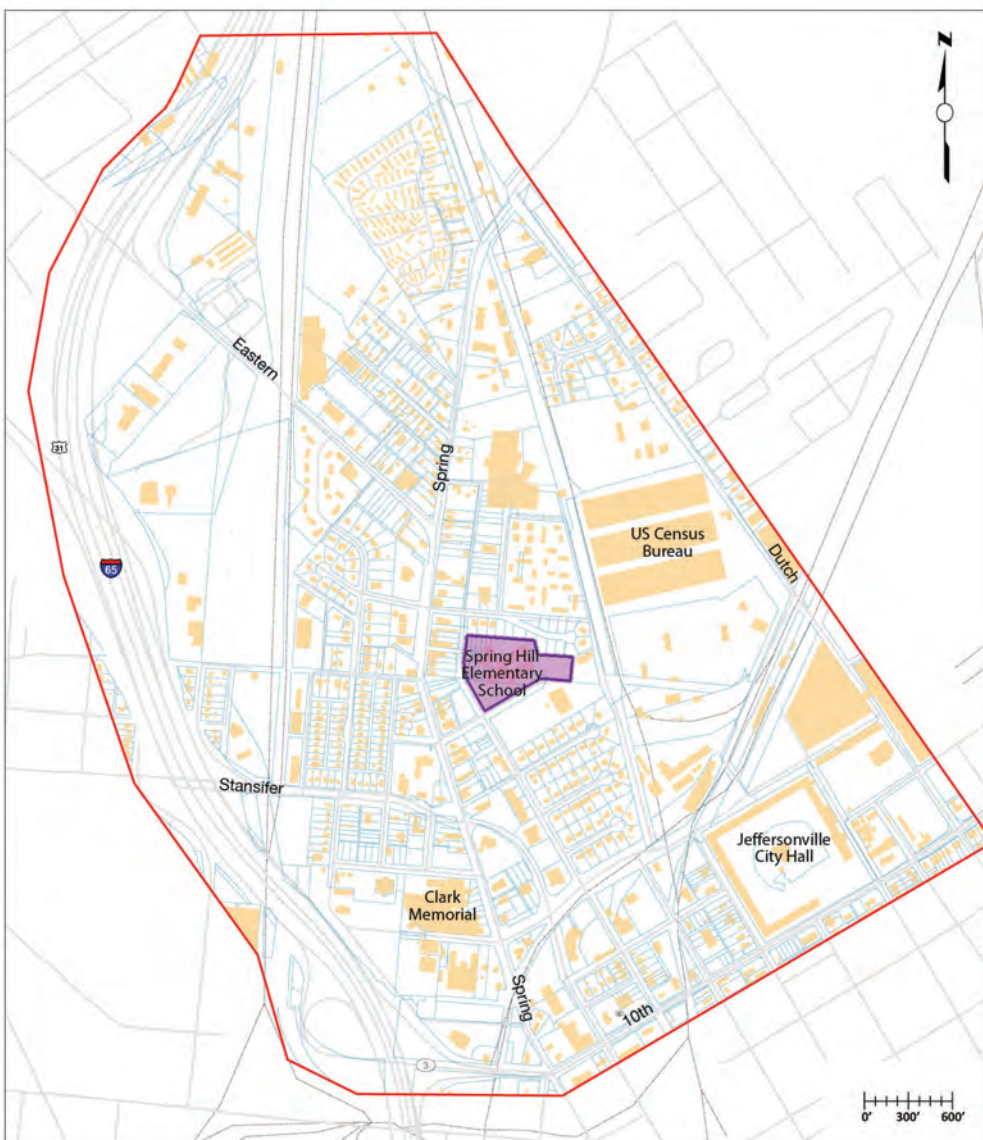 N
Eastern
31
Spring
US Census
Bureau
Dutch
65
Spring Hill
Elementary
School
Stansifer
Jeffersonville
City Hall
Clark
Memorial
Spring
10th
3
0' 300' 600'